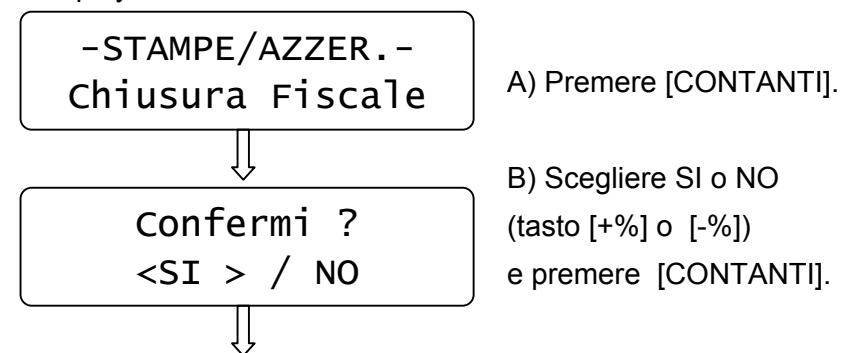 -STAMPE/AZZER.-
Chiusura Fiscale
A) Premere [CONTANTI].
Confermi ?
<SI > / NO
B) Scegliere SI o NO
(tasto [+%] o [-%])
e premere [CONTANTI].